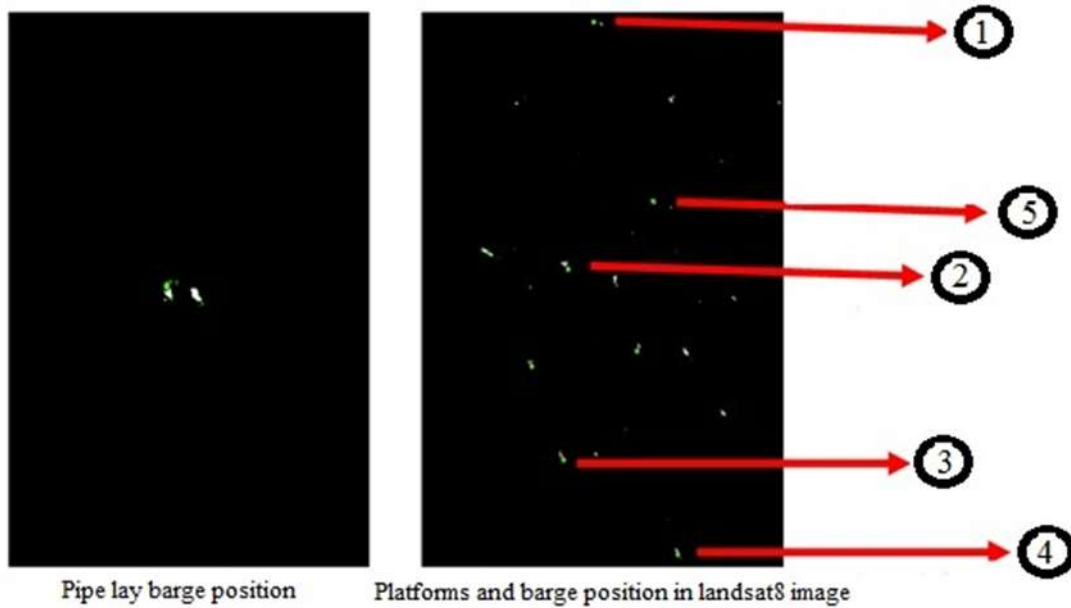 1
5
2
3
4
Pipe lay barge position
Platforms and barge position in landsat8 image